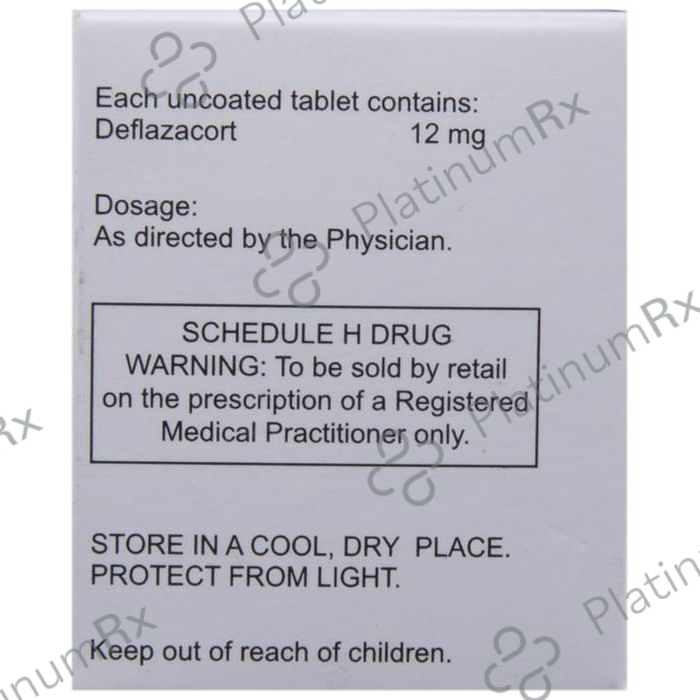 Each uncoated tablet contains:
Deflazacort 12 mg
Dosage:
As directed by the Physician.
SCHEDULE H DRUG
WARNING: To be sold by retail
on the prescription of a Registered
Medical Practitioner only.
STORE IN A COOL, DRY PLACE.
PROTECT FROM LIGHT.
Keep out of reach of children.
PlatinumRx
PlatinumRx